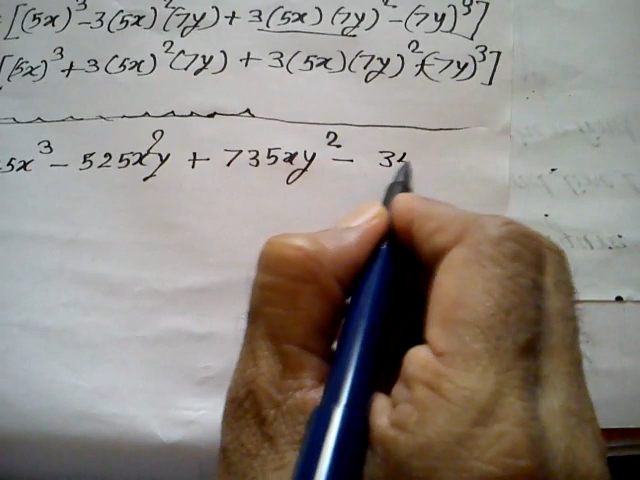 [(5x)³-3(5x)²(7y)+3(5x)(7y)²-(7y)³]
[5x)³+3(5x)²(7y)+3(5x)(7y)²+(7y)³]
5x³-525x²y+735xy²-34